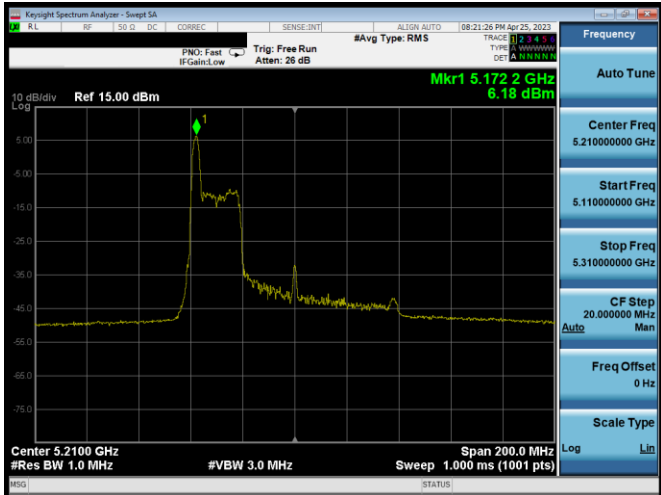 Keysight Spectrum Analyzer - Swept SA
RL RF 50 Ω DC CORREC SENSE:INT ALIGN AUTO 08:21:26 PM Apr 25, 2023
#Avg Type: RMS
TRACE 1 2 3 4 5 6
PNO: Fast Trig: Free Run TYPE A WWWWW
IFGain:Low Atten: 26 dB DET A N N N N N
Mkr1 5.172 2 GHz
6.18 dBm
10 dB/div Ref 15.00 dBm
Log
1
5.00
-5.00
-15.0
-25.0
-35.0
-45.0
-55.0
-65.0
-75.0
Center 5.2100 GHz Span 200.0 MHz
#Res BW 1.0 MHz #VBW 3.0 MHz Sweep 1.000 ms (1001 pts)
MSG STATUS
Frequency
Auto Tune
Center Freq
5.210000000 GHz
Start Freq
5.110000000 GHz
Stop Freq
5.310000000 GHz
CF Step
20.000000 MHz
Auto Man
Freq Offset
0 Hz
Scale Type
Log Lin